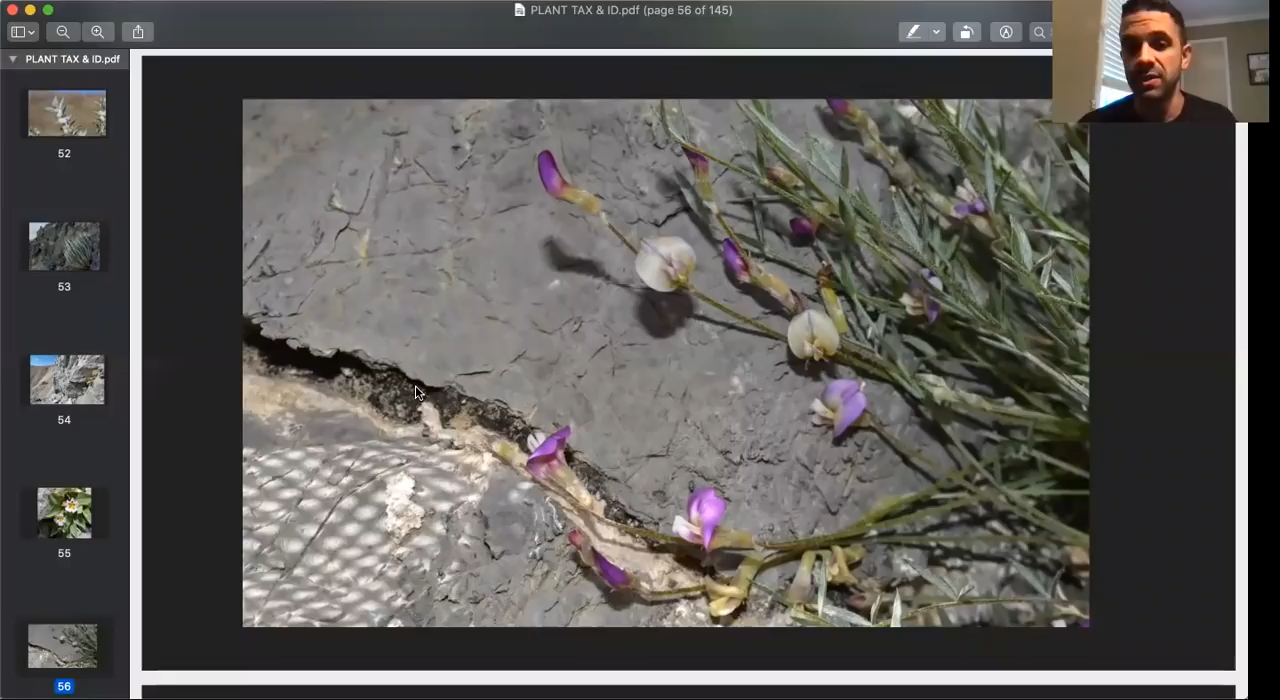 PLANT TAX & ID.pdf (page 56 of 145)
PLANT TAX & ID.pdf
52
53
54
55
56